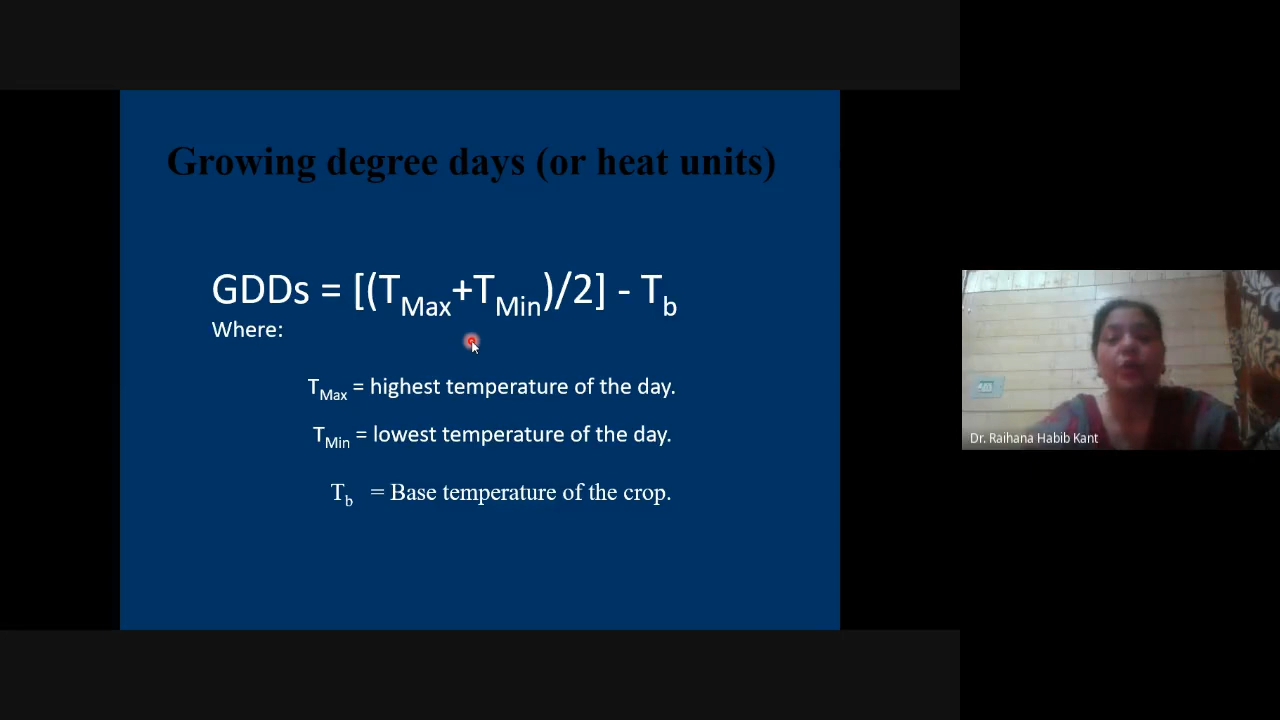 Growing degree days (or heat units)
GDDs = [(TMax+TMin)/2] - Tb
Where:
TMax = highest temperature of the day.
TMin = lowest temperature of the day.
Tb = Base temperature of the crop.
Dr. Raihana Habib Kant